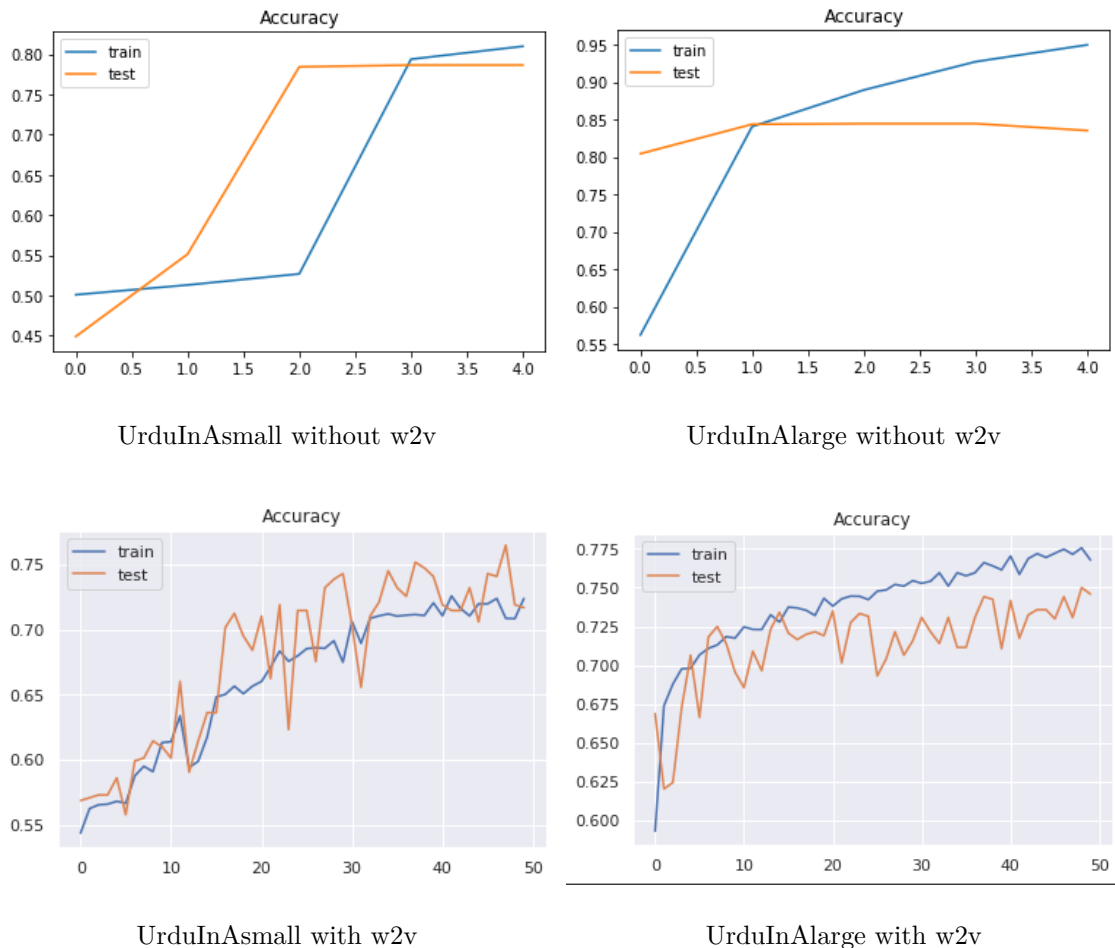 Accuracy
train
test
0.80
0.75
0.70
0.65
0.60
0.55
0.50
0.45
0.0 0.5 1.0 1.5 2.0 2.5 3.0 3.5 4.0
UrduInAsmall without w2v
Accuracy
train
test
0.95
0.90
0.85
0.80
0.75
0.70
0.65
0.60
0.55
0.0 0.5 1.0 1.5 2.0 2.5 3.0 3.5 4.0
UrduInAlarge without w2v
Accuracy
train
test
0.75
0.70
0.65
0.60
0.55
0 10 20 30 40 50
UrduInAsmall with w2v
Accuracy
train
test
0.775
0.750
0.725
0.700
0.675
0.650
0.625
0.600
0 10 20 30 40 50
UrduInAlarge with w2v